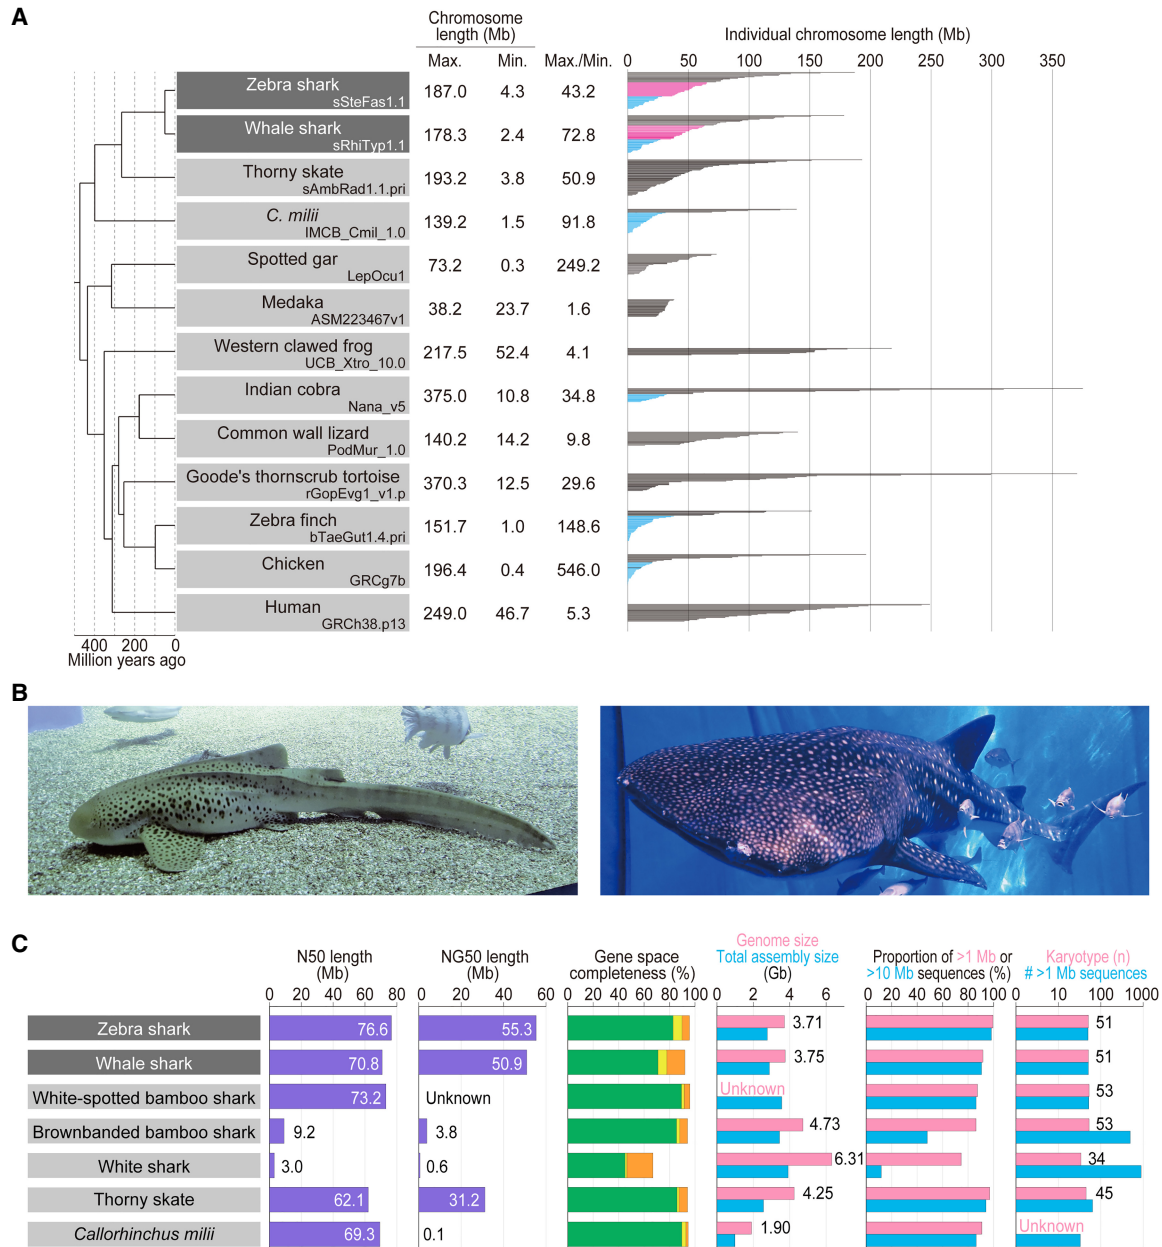 A
Chromosome
length (Mb)
Individual chromosome length (Mb)
Max. Min. Max./Min. 0 50 100 150 200 250 300 350
Zebra shark
sSteFas1.1
187.0 4.3 43.2
Whale shark
sRhiTyp1.1
178.3 2.4 72.8
Thorny skate
sAmbRad1.1.pri
193.2 3.8 50.9
C. milii
IMCB_Cmil_1.0
139.2 1.5 91.8
Spotted gar
LepOcu1
73.2 0.3 249.2
Medaka
ASM223467v1
38.2 23.7 1.6
Western clawed frog
UCB_Xtro_10.0
217.5 52.4 4.1
Indian cobra
Nana_v5
375.0 10.8 34.8
Common wall lizard
PodMur_1.0
140.2 14.2 9.8
Goode's thornscrub tortoise
rGopEvg1_v1.p
370.3 12.5 29.6
Zebra finch
bTaeGut1.4.pri
151.7 1.0 148.6
Chicken
GRCg7b
196.4 0.4 546.0
Human
GRCh38.p13
249.0 46.7 5.3
400 200 0
Million years ago
B
C
N50 length
(Mb)
0 20 40 60 80
NG50 length
(Mb)
0 20 40 60
Gene space
completeness (%)
0 20 40 60 80 100
Genome size
Total assembly size
(Gb)
0 2 4 6
Proportion of >1 Mb or
>10 Mb sequences (%)
0 20 40 60 80 100
Karyotype (n)
# >1 Mb sequences
0 10 100 1000
Zebra shark 76.6 55.3 3.71 51
Whale shark 70.8 50.9 3.75 51
White-spotted bamboo shark 73.2 Unknown Unknown 53
Brownbanded bamboo shark 9.2 3.8 4.73 53
White shark 3.0 0.6 6.31 34
Thorny skate 62.1 31.2 4.25 45
Callorhinchus milii 69.3 0.1 1.90 Unknown